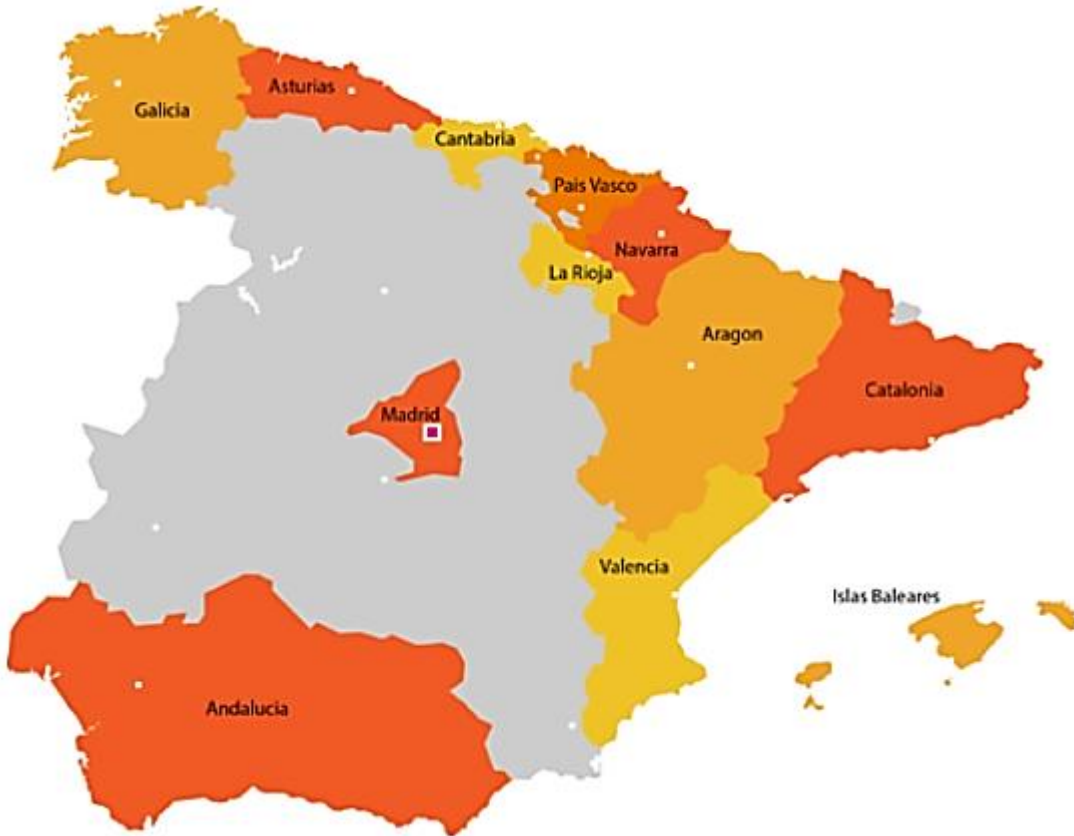 Asturias
Galicia
Cantabria
Pais Vasco
Navarra
La Rioja
Aragon
Catalonia
Madrid
Valencia
Islas Baleares
Andalucia